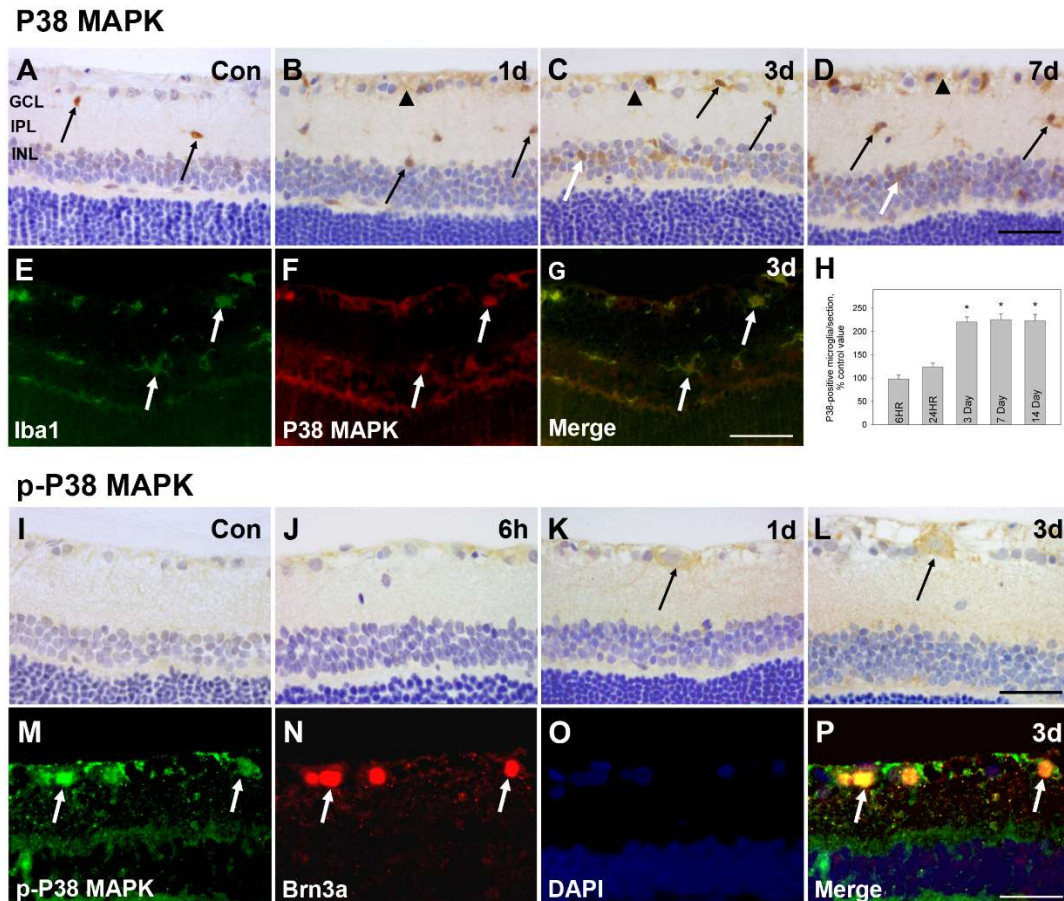 P38 MAPK
A Con
B 1d
C 3d
D 7d
GCL
IPL
INL
E
Iba1
F
P38 MAPK
G 3d
Merge
H
P38-positive microglia/section,
% control value
250
200
150
100
50
0
6HR
24HR
3 Day
7 Day
14 Day
* * *
p-P38 MAPK
I Con
J 6h
K 1d
L 3d
M
p-P38 MAPK
N
Brn3a
O
DAPI
P 3d
Merge